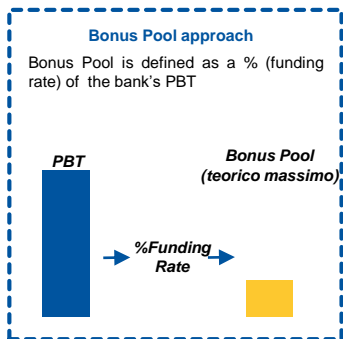 Bonus Pool approach
Bonus Pool is defined as a % (funding
rate) of the bank's PBT
PBT
Bonus Pool
(teorico massimo)
%Funding
Rate